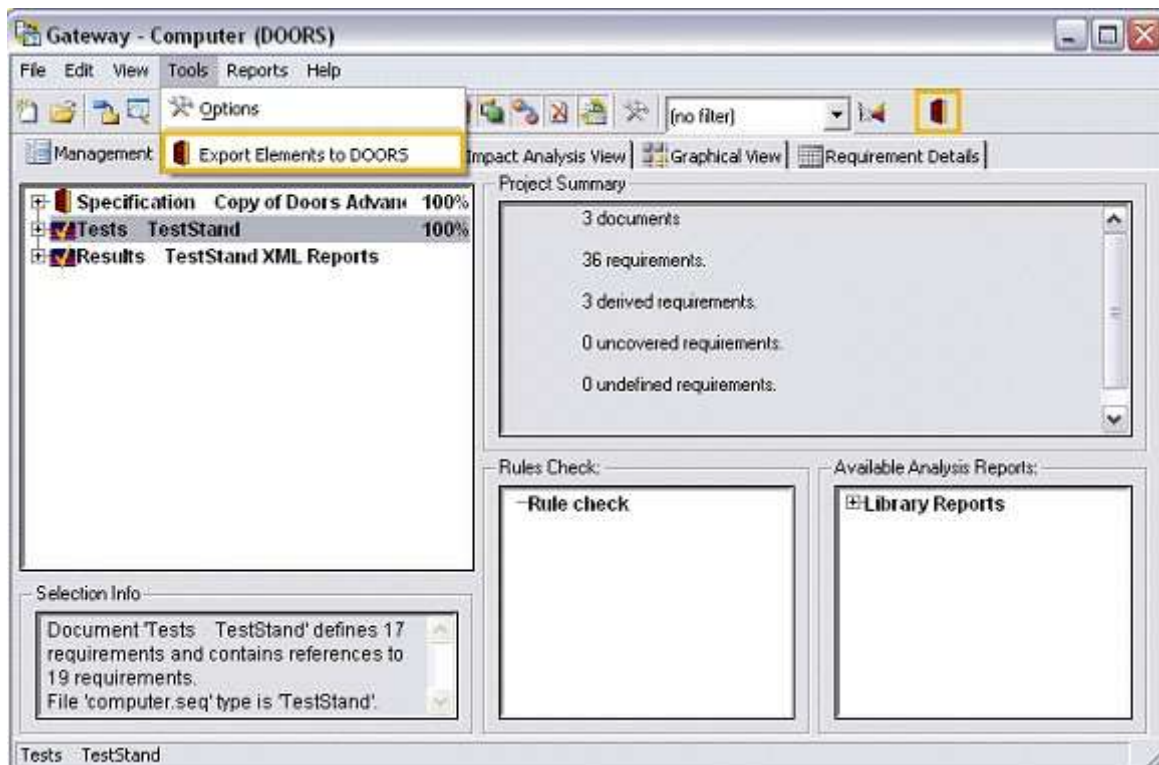 Gateway - Computer (DOORS)
File Edit View Tools Reports Help
Options
(no filter)
Management
Export Elements to DOORS
Impact Analysis View
Graphical View
Requirement Details
Specification Copy of Doors Advan 100%
Tests TestStand 100%
Results TestStand XML Reports
Project Summary
3 documents
36 requirements.
3 derived requirements.
0 uncovered requirements.
0 undefined requirements.
Rules Check:
Rule check
Available Analysis Reports:
Library Reports
Selection Info
Document 'Tests TestStand' defines 17
requirements and contains references to
19 requirements.
File 'computer.seq' type is 'TestStand'.
Tests TestStand